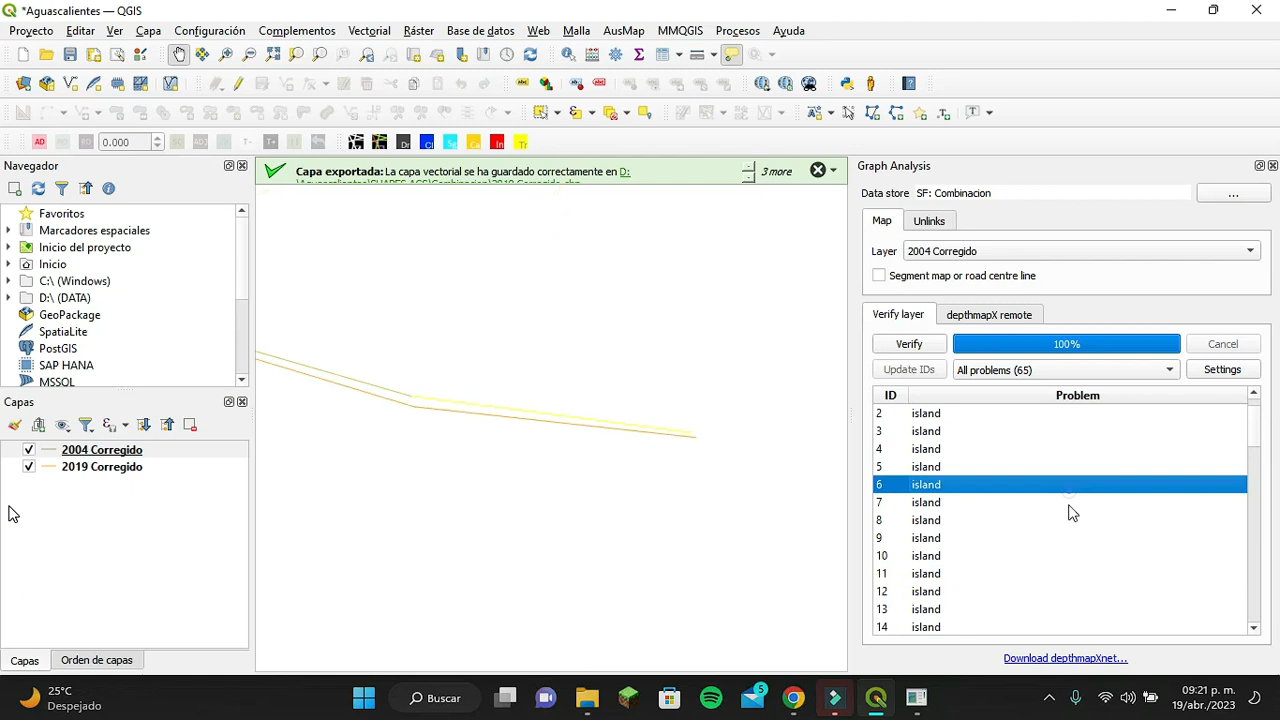 *Aguascalientes — QGIS
Proyecto Editar Ver Capa Configuración Complementos Vectorial Ráster Base de datos Web Malla AusMap MMQGIS Procesos Ayuda
0.000
Navegador
Favoritos
Marcadores espaciales
Inicio del proyecto
Inicio
C:\ (Windows)
D:\ (DATA)
GeoPackage
SpatiaLite
PostGIS
SAP HANA
MSSQL
Capas
2004 Corregido
2019 Corregido
Capas Orden de capas
Capa exportada: La capa vectorial se ha guardado correctamente en D:
3 more
Graph Analysis
Data store SF: Combinacion ...
Map Unlinks
Layer 2004 Corregido
Segment map or road centre line
Verify layer depthmapX remote
Verify 100% Cancel
Update IDs All problems (65) Settings
ID Problem
2 island
3 island
4 island
5 island
6 island
7 island
8 island
9 island
10 island
11 island
12 island
13 island
14 island
Download depthmapXnet...
25°C
Despejado
Buscar
5
09:21 p. m.
19/abr./2023